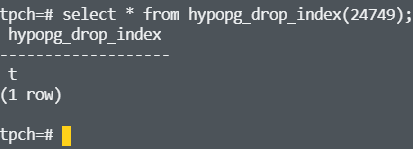 tpch=# select * from hypopg_drop_index(24749);
 hypopg_drop_index
-------------------
 t
(1 row)
tpch=#